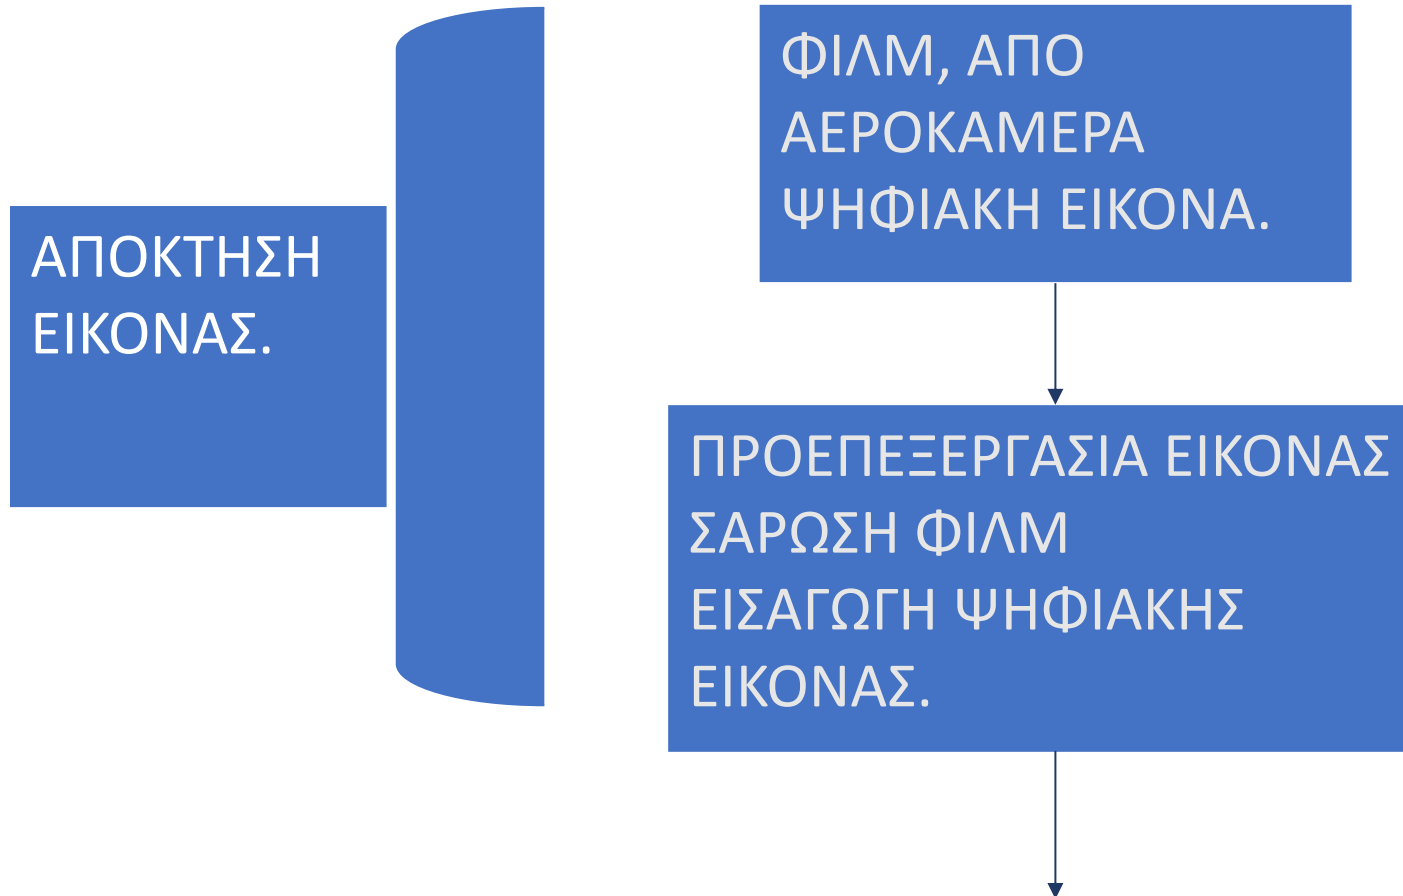 ΑΠΟΚΤΗΣΗ
ΕΙΚΟΝΑΣ.
ΦΙΛΜ, ΑΠΟ
ΑΕΡΟΚΑΜΕΡΑ
ΨΗΦΙΑΚΗ ΕΙΚΟΝΑ.
ΠΡΟΕΠΕΞΕΡΓΑΣΙΑ ΕΙΚΟΝΑΣ
ΣΑΡΩΣΗ ΦΙΛΜ
ΕΙΣΑΓΩΓΗ ΨΗΦΙΑΚΗΣ
ΕΙΚΟΝΑΣ.